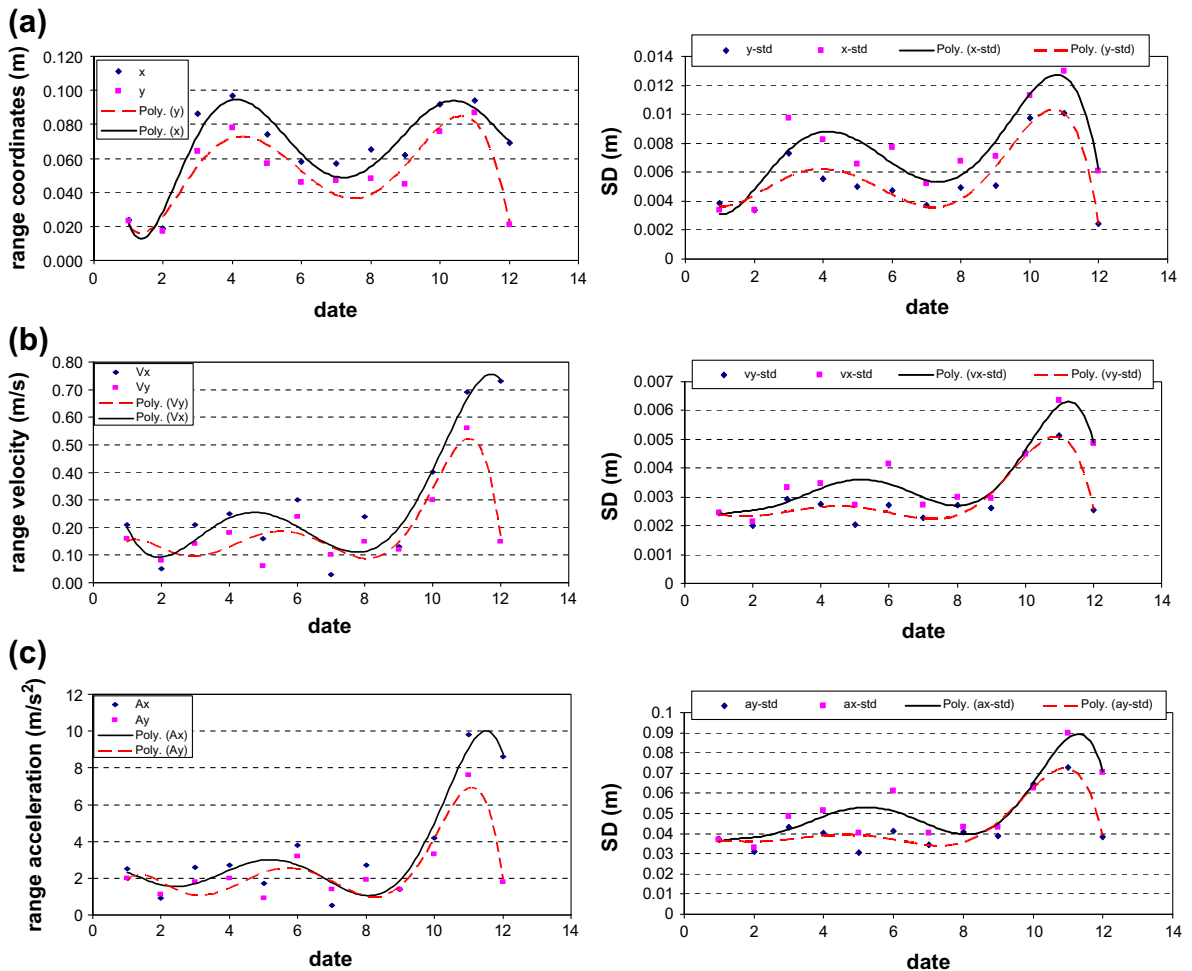 (a)
range coordinates (m)
0.120
0.100
0.080
0.060
0.040
0.020
0.000
x
y
Poly. (y)
Poly. (x)
0 2 4 6 8 10 12 14
date
y-std x-std Poly. (x-std) Poly. (y-std)
SD (m)
0.014
0.012
0.01
0.008
0.006
0.004
0.002
0
0 2 4 6 8 10 12 14
date
(b)
range velocity (m/s)
0.80
0.70
0.60
0.50
0.40
0.30
0.20
0.10
0.00
Vx
Vy
Poly. (Vy)
Poly. (Vx)
0 2 4 6 8 10 12 14
date
vy-std vx-std Poly. (vx-std) Poly. (vy-std)
SD (m)
0.007
0.006
0.005
0.004
0.003
0.002
0.001
0
0 2 4 6 8 10 12 14
date
(c)
range acceleration (m/s²)
12
10
8
6
4
2
0
Ax
Ay
Poly. (Ax)
Poly. (Ay)
0 2 4 6 8 10 12 14
date
ay-std ax-std Poly. (ax-std) Poly. (ay-std)
SD (m)
0.1
0.09
0.08
0.07
0.06
0.05
0.04
0.03
0.02
0.01
0
0 2 4 6 8 10 12 14
date